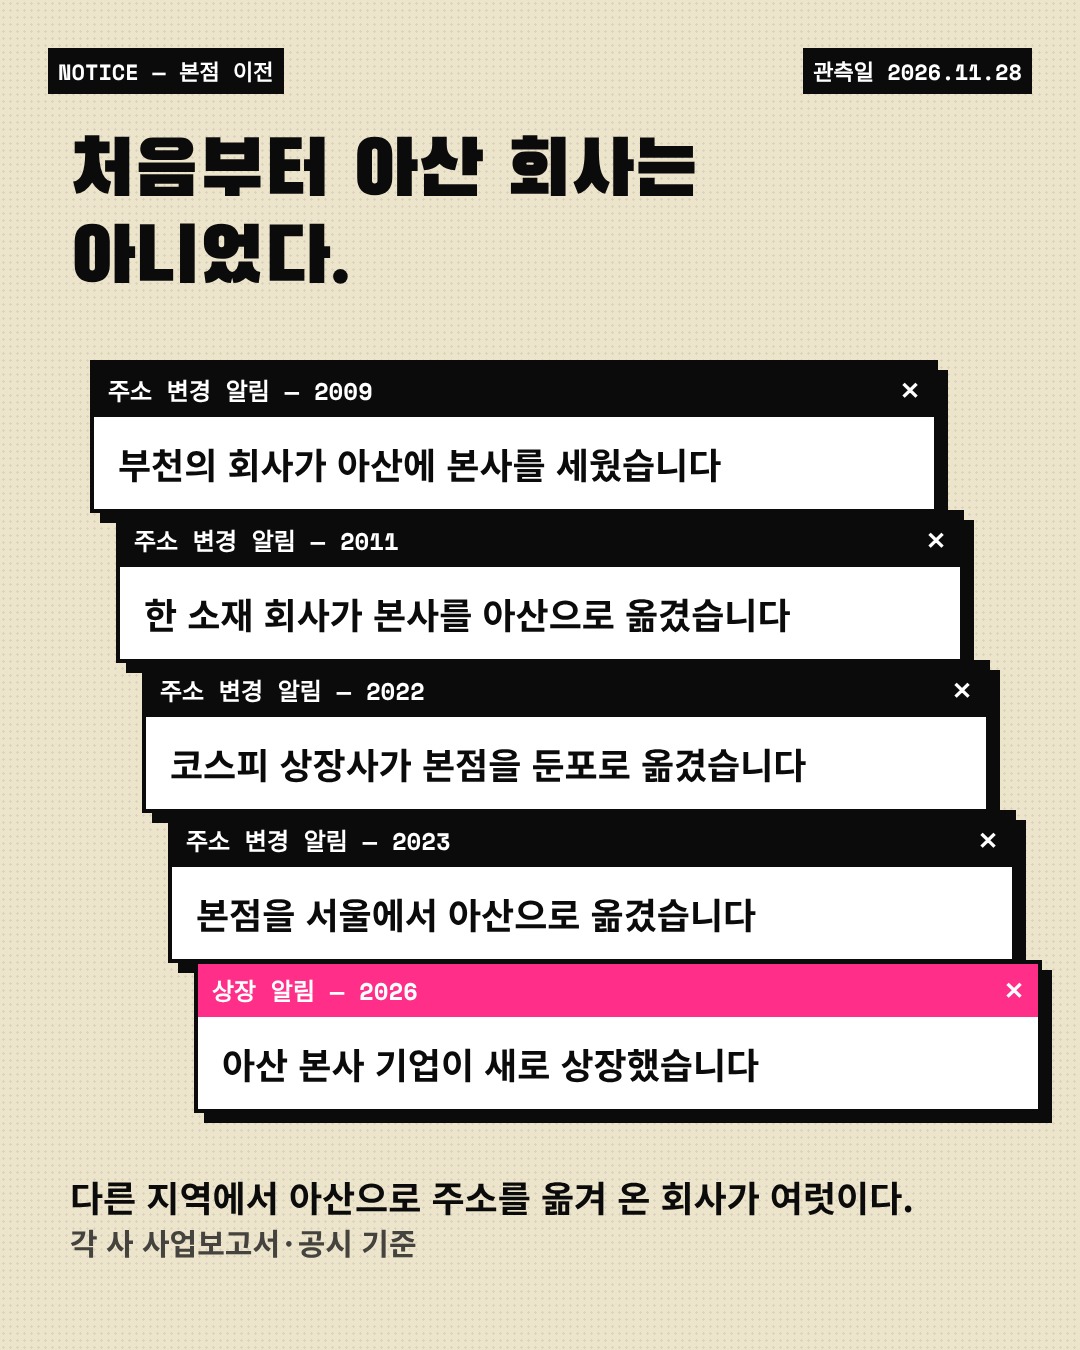 NOTICE — 본점 이전
관측일 2026.11.28
처음부터 아산 회사는
아니었다.
주소 변경 알림 — 2009 ×
부천의 회사가 아산에 본사를 세웠습니다
주소 변경 알림 — 2011 ×
한 소재 회사가 본사를 아산으로 옮겼습니다
주소 변경 알림 — 2022 ×
코스피 상장사가 본점을 둔포로 옮겼습니다
주소 변경 알림 — 2023 ×
본점을 서울에서 아산으로 옮겼습니다
상장 알림 — 2026 ×
아산 본사 기업이 새로 상장했습니다
다른 지역에서 아산으로 주소를 옮겨 온 회사가 여럿이다.
각 사 사업보고서·공시 기준